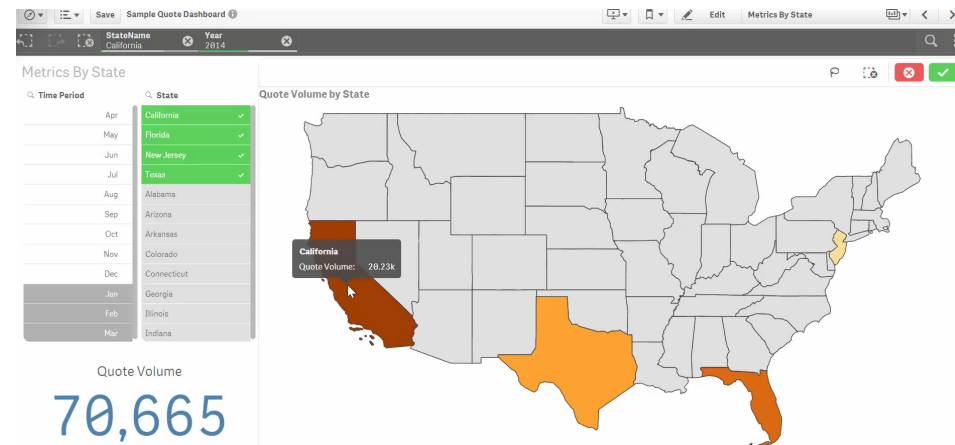 Save Sample Quote Dashboard Edit Metrics By State
StateName
California
Year
2014
Metrics By State
Time Period
State
Quote Volume by State
Apr
May
Jun
Jul
Aug
Sep
Oct
Nov
Dec
Jan
Feb
Mar
California
Florida
New Jersey
Texas
Alabama
Arizona
Arkansas
Colorado
Connecticut
Georgia
Illinois
Indiana
California
Quote Volume: 20.23k
Quote Volume
70,665